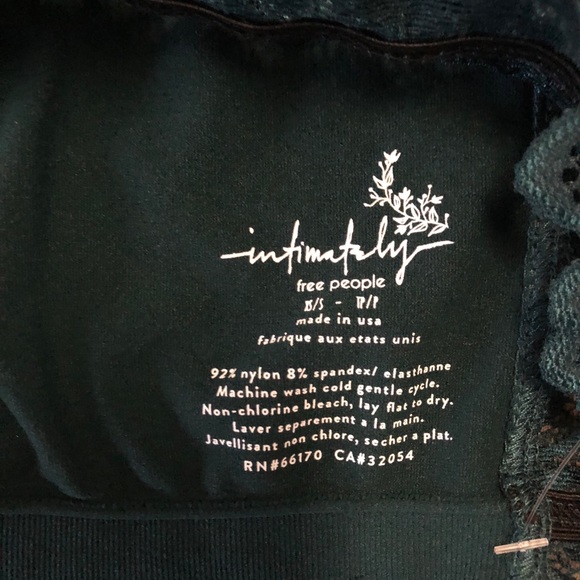 intimately
free people
XS/S - TP/P
made in usa
fabrique aux etats unis
92% nylon 8% spandex/ elasthanne
Machine wash cold gentle cycle.
Non-chlorine bleach, lay flat to dry.
Laver separement a la main.
Javellisant non chlore, secher a plat.
RN#66170 CA#32054